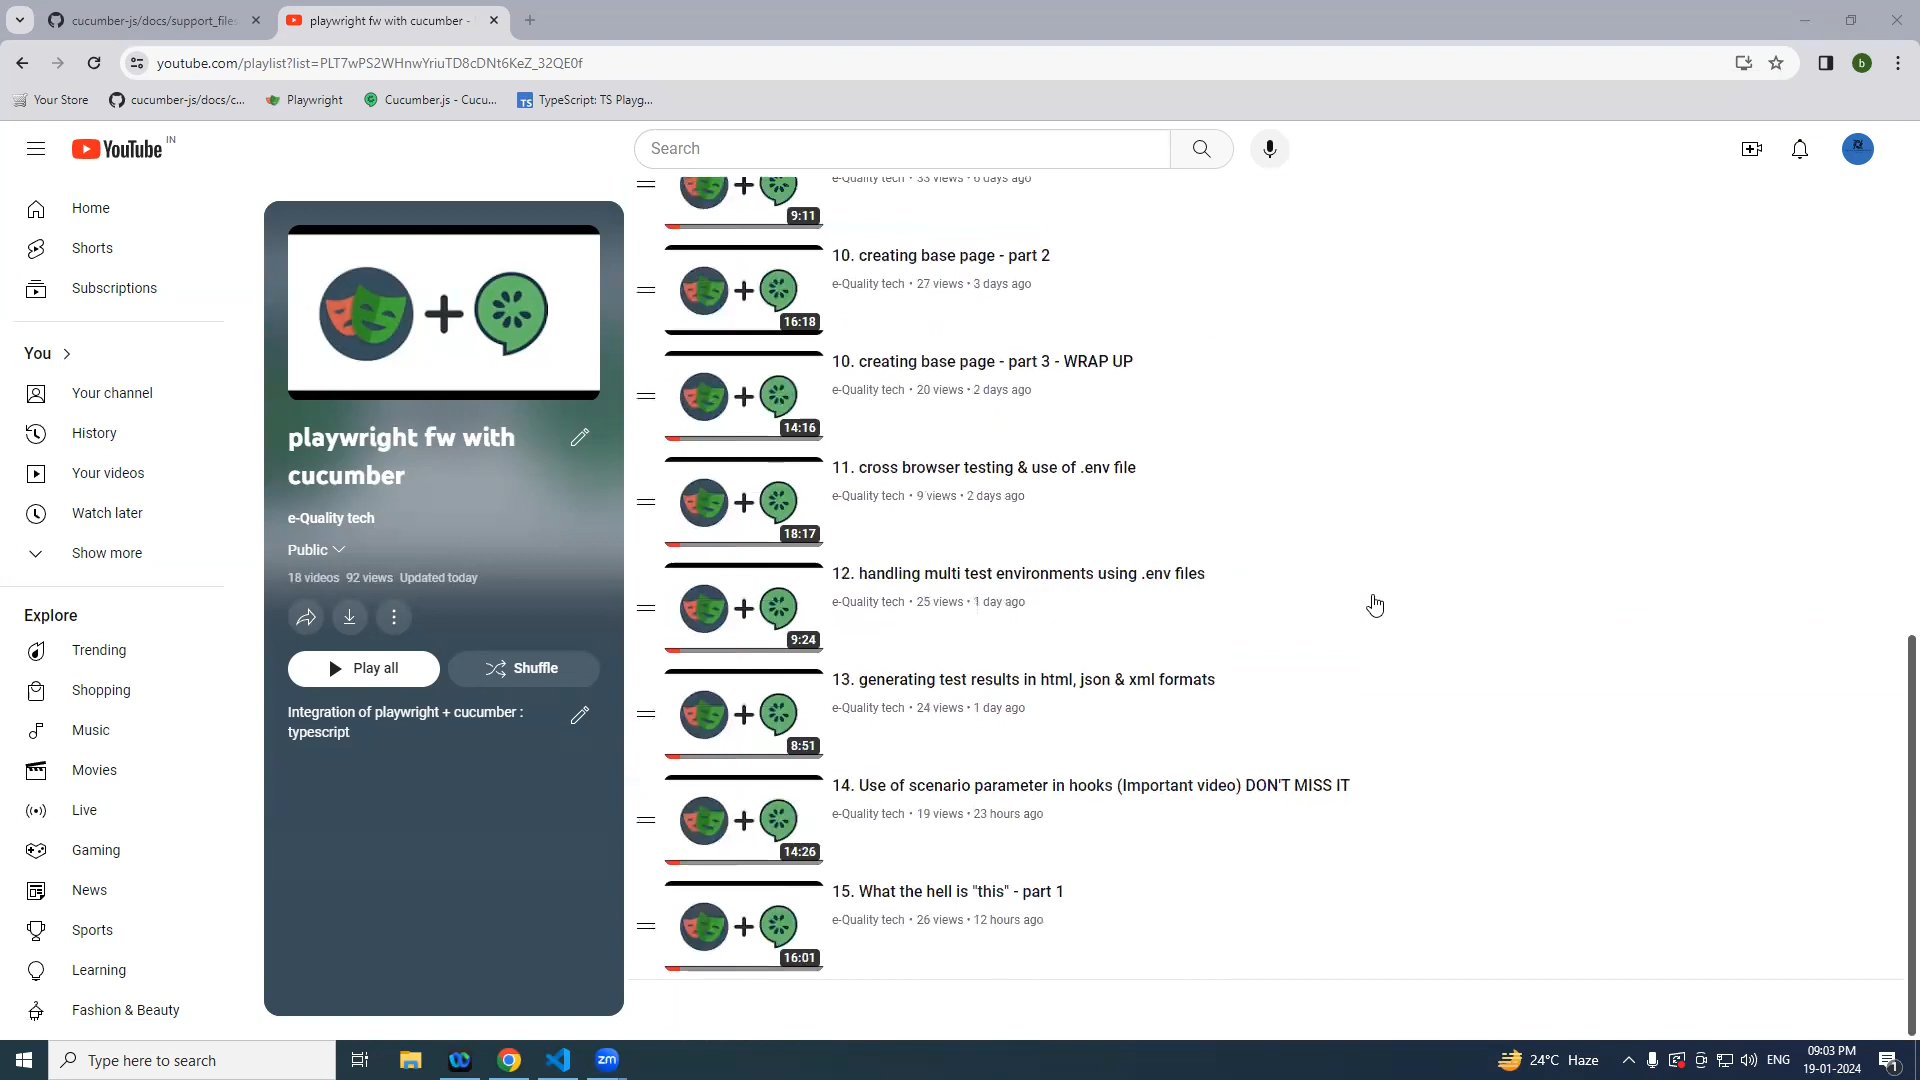 cucumber-js/docs/support_files
playwright fw with cucumber -
youtube.com/playlist?list=PLT7wPS2WHnwYriuTD8cDNt6KeZ_32QE0f
b
Your Store
cucumber-js/docs/c...
Playwright
Cucumber.js - Cucu...
TS
TypeScript: TS Playg...
YouTube IN
Search
Home
Shorts
Subscriptions
You
Your channel
History
Your videos
Watch later
Show more
Explore
Trending
Shopping
Music
Movies
Live
Gaming
News
Sports
Learning
Fashion & Beauty
playwright fw with
cucumber
e-Quality tech
Public
18 videos 92 views Updated today
Play all
Shuffle
Integration of playwright + cucumber :
typescript
e-Quality tech • 33 views • 6 days ago
9:11
10. creating base page - part 2
e-Quality tech • 27 views • 3 days ago
16:18
10. creating base page - part 3 - WRAP UP
e-Quality tech • 20 views • 2 days ago
14:16
11. cross browser testing & use of .env file
e-Quality tech • 9 views • 2 days ago
18:17
12. handling multi test environments using .env files
e-Quality tech • 25 views • 1 day ago
9:24
13. generating test results in html, json & xml formats
e-Quality tech • 24 views • 1 day ago
8:51
14. Use of scenario parameter in hooks (Important video) DON'T MISS IT
e-Quality tech • 19 views • 23 hours ago
14:26
15. What the hell is "this" - part 1
e-Quality tech • 26 views • 12 hours ago
16:01
Type here to search
zm
24°C Haze
ENG
09:03 PM
19-01-2024
1